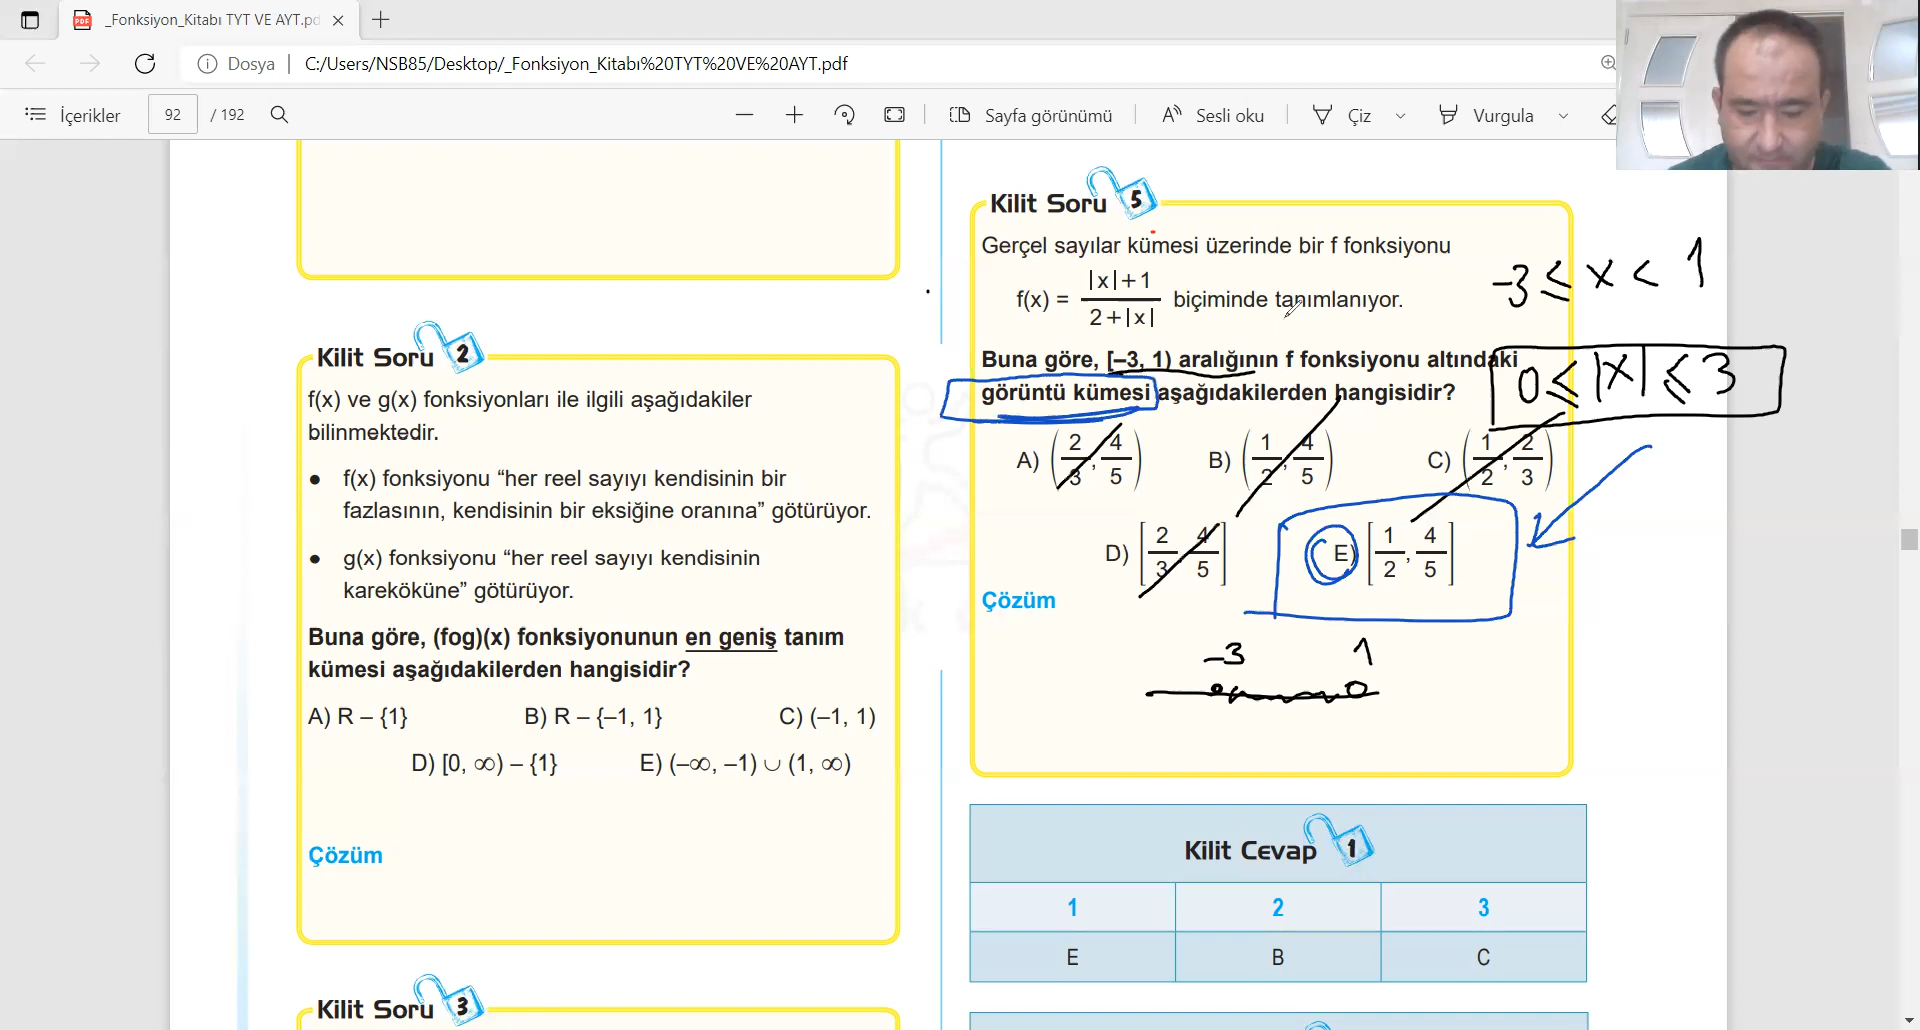 _Fonksiyon_Kitabı TYT VE AYT.pd
Dosya
C:/Users/NSB85/Desktop/_Fonksiyon_Kitabı%20TYT%20VE%20AYT.pdf
İçerikler
92
/ 192
Sayfa görünümü
Sesli oku
Çiz
Vurgula
Kilit Soru 2
f(x) ve g(x) fonksiyonları ile ilgili aşağıdakiler
bilinmektedir.
● f(x) fonksiyonu “her reel sayıyı kendisinin bir
fazlasının, kendisinin bir eksiğine oranına” götürüyor.
● g(x) fonksiyonu “her reel sayıyı kendisinin
kareköküne” götürüyor.
Buna göre, (fog)(x) fonksiyonunun en geniş tanım
kümesi aşağıdakilerden hangisidir?
A) R – {1} B) R – {–1, 1} C) (–1, 1)
D) [0, ∞) – {1} E) (–∞, –1) ∪ (1, ∞)
Çözüm
Kilit Soru 3
Kilit Soru 5
Gerçel sayılar kümesi üzerinde bir f fonksiyonu
f(x) = |x|+1 / 2+|x| biçiminde tanımlanıyor.
Buna göre, [–3, 1) aralığının f fonksiyonu altındaki
görüntü kümesi aşağıdakilerden hangisidir?
A) (2/3, 4/5) B) (1/2, 4/5) C) (1/2, 2/3)
D) [2/3, 4/5] E) [1/2, 4/5]
Çözüm
-3 ≤ x < 1
0 ≤ |x| ≤ 3
-3 1
Kilit Cevap 1
1 2 3
E B C